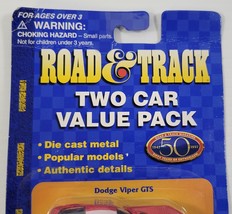 FOR AGES OVER 3
⚠ WARNING:
CHOKING HAZARD - Small parts.
Not for children under 3 years.
ROAD & TRACK
TWO CAR
VALUE PACK
• Die cast metal
• Popular models
• Authentic details
50
Dodge Viper GTS